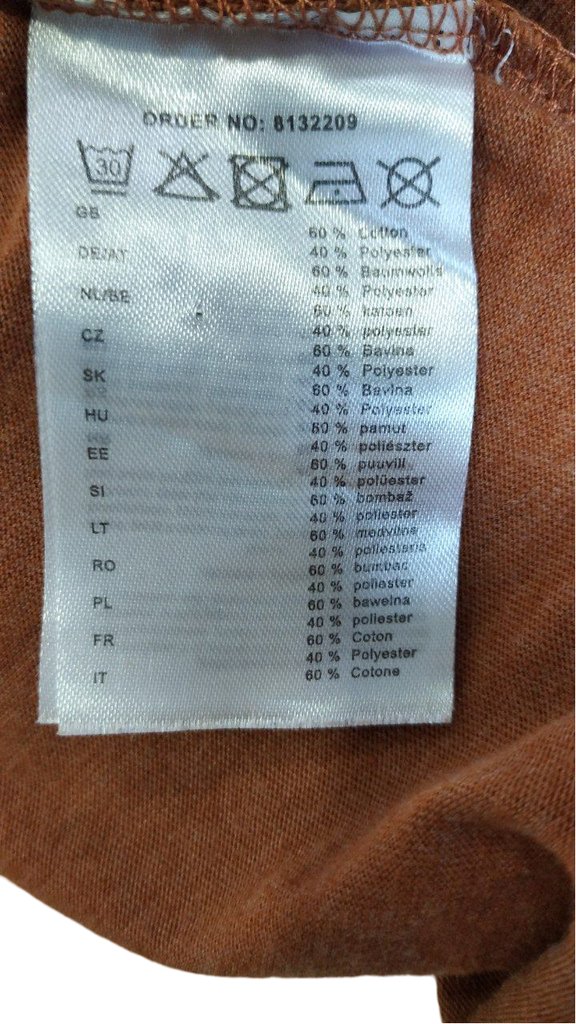 ORDER NO: 8132209
30
GB
60 % Cotton
DE/AT
40 % Polyester
60 % Baumwolle
NL/BE
40 % Polyester
60 % katoen
CZ
40 % polyester
60 % Bavlna
SK
40 % Polyester
60 % Bavlna
HU
40 % Polyester
60 % pamut
EE
40 % poliészter
60 % puuvill
SI
40 % polüester
60 % bombaž
LT
40 % poliester
60 % medvilnė
RO
40 % poliesteris
60 % bumbac
PL
40 % poliester
60 % bawełna
FR
40 % poliester
60 % Coton
IT
40 % Polyester
60 % Cotone